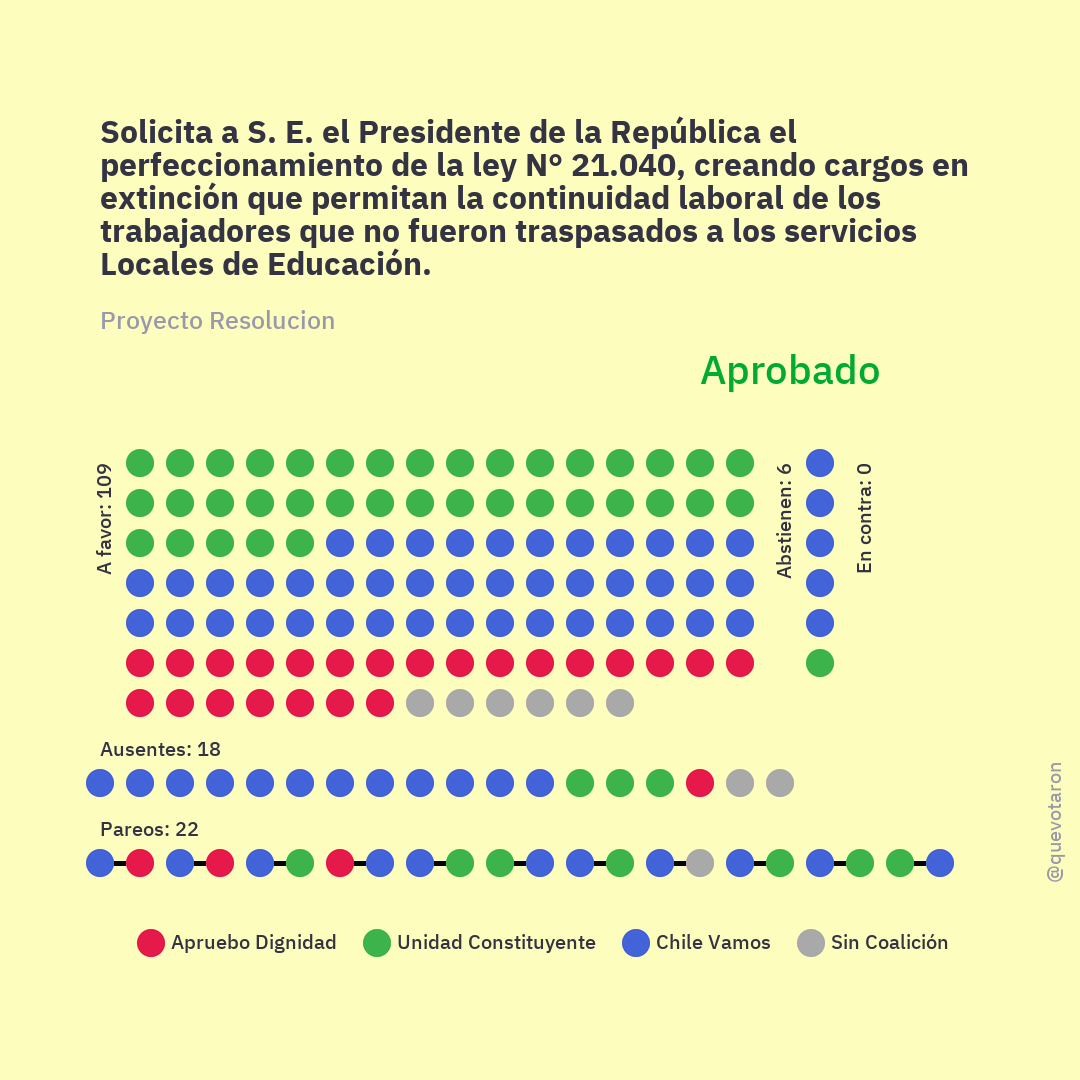 Solicita a S. E. el Presidente de la República el
perfeccionamiento de la ley N° 21.040, creando cargos en
extinción que permitan la continuidad laboral de los
trabajadores que no fueron traspasados a los servicios
Locales de Educación.
Proyecto Resolucion
Aprobado
A favor: 109
Abstienen: 6
En contra: 0
Ausentes: 18
Pareos: 22
@quevotaron
Apruebo Dignidad
Unidad Constituyente
Chile Vamos
Sin Coalición